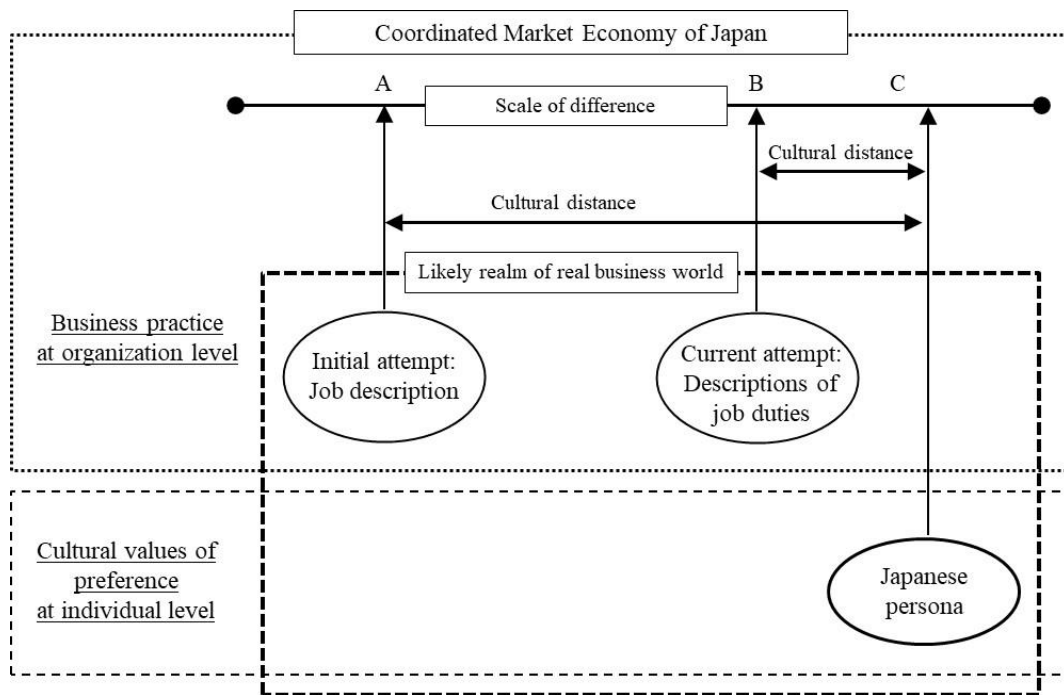 Coordinated Market Economy of Japan
A
B
C
Scale of difference
Cultural distance
Cultural distance
Likely realm of real business world
Business practice
at organization level
Initial attempt:
Job description
Current attempt:
Descriptions of
job duties
Cultural values of
preference
at individual level
Japanese
persona